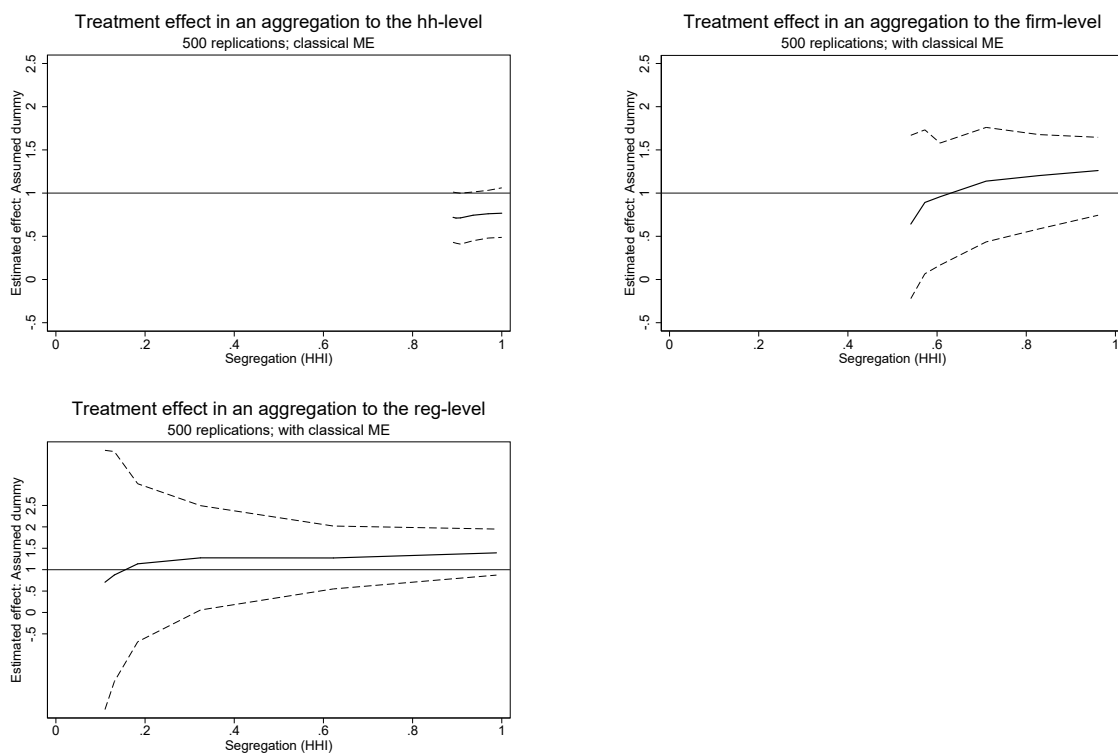 Treatment effect in an aggregation to the hh-level
500 replications; classical ME
Estimated effect: Assumed dummy
2.5
2
1.5
1
.5
0
-.5
0 .2 .4 .6 .8 1
Segregation (HHI)
Treatment effect in an aggregation to the firm-level
500 replications; with classical ME
Estimated effect: Assumed dummy
2.5
2
1.5
1
.5
0
-.5
0 .2 .4 .6 .8 1
Segregation (HHI)
Treatment effect in an aggregation to the reg-level
500 replications; with classical ME
Estimated effect: Assumed dummy
2.5
2
1.5
1
.5
0
-.5
0 .2 .4 .6 .8 1
Segregation (HHI)